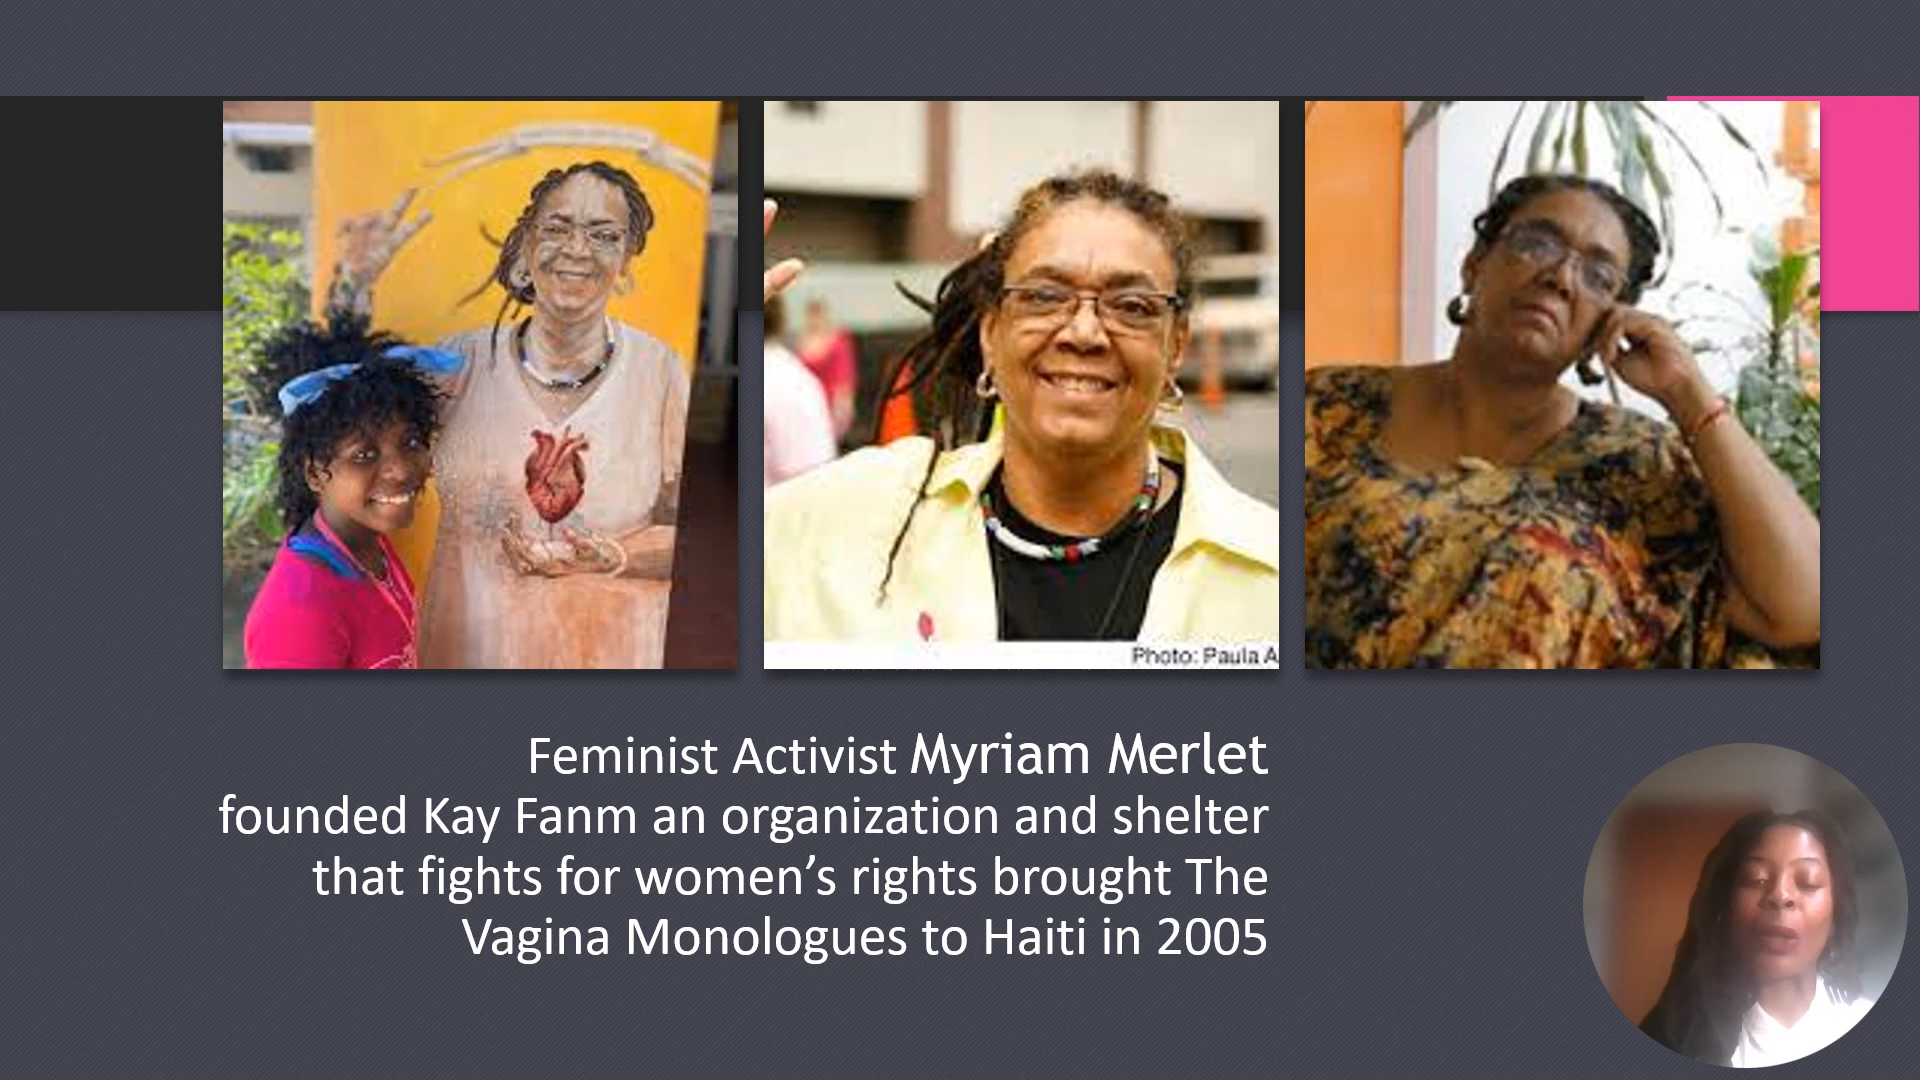 Photo: Paula A
Feminist Activist Myriam Merlet
founded Kay Fanm an organization and shelter
that fights for women’s rights brought The
Vagina Monologues to Haiti in 2005